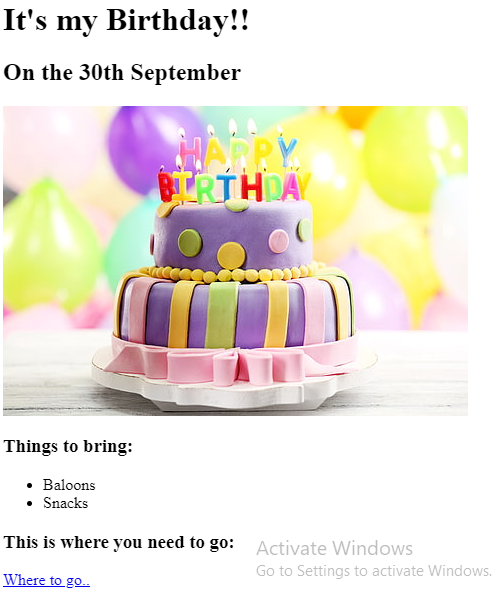 It's my Birthday!!
On the 30th September
HAPPY
BIRTHDAY
Things to bring:
Baloons
Snacks
This is where you need to go:
Activate Windows
Go to Settings to activate Windows.
Where to go..